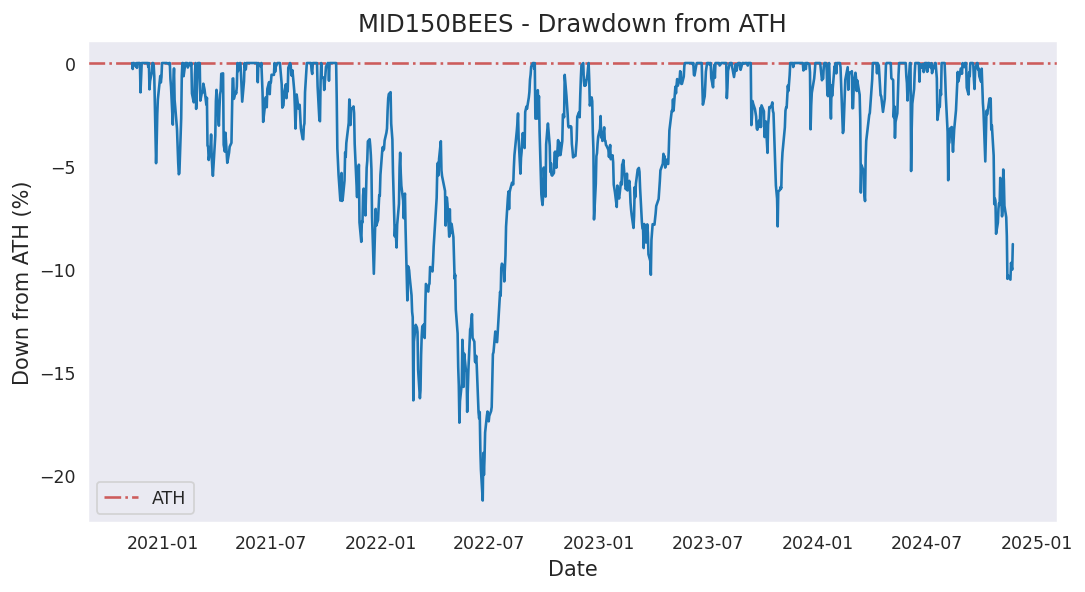 MID150BEES - Drawdown from ATH
Down from ATH (%)
0
−5
−10
−15
−20
ATH
2021-01 2021-07 2022-01 2022-07 2023-01 2023-07 2024-01 2024-07 2025-01
Date